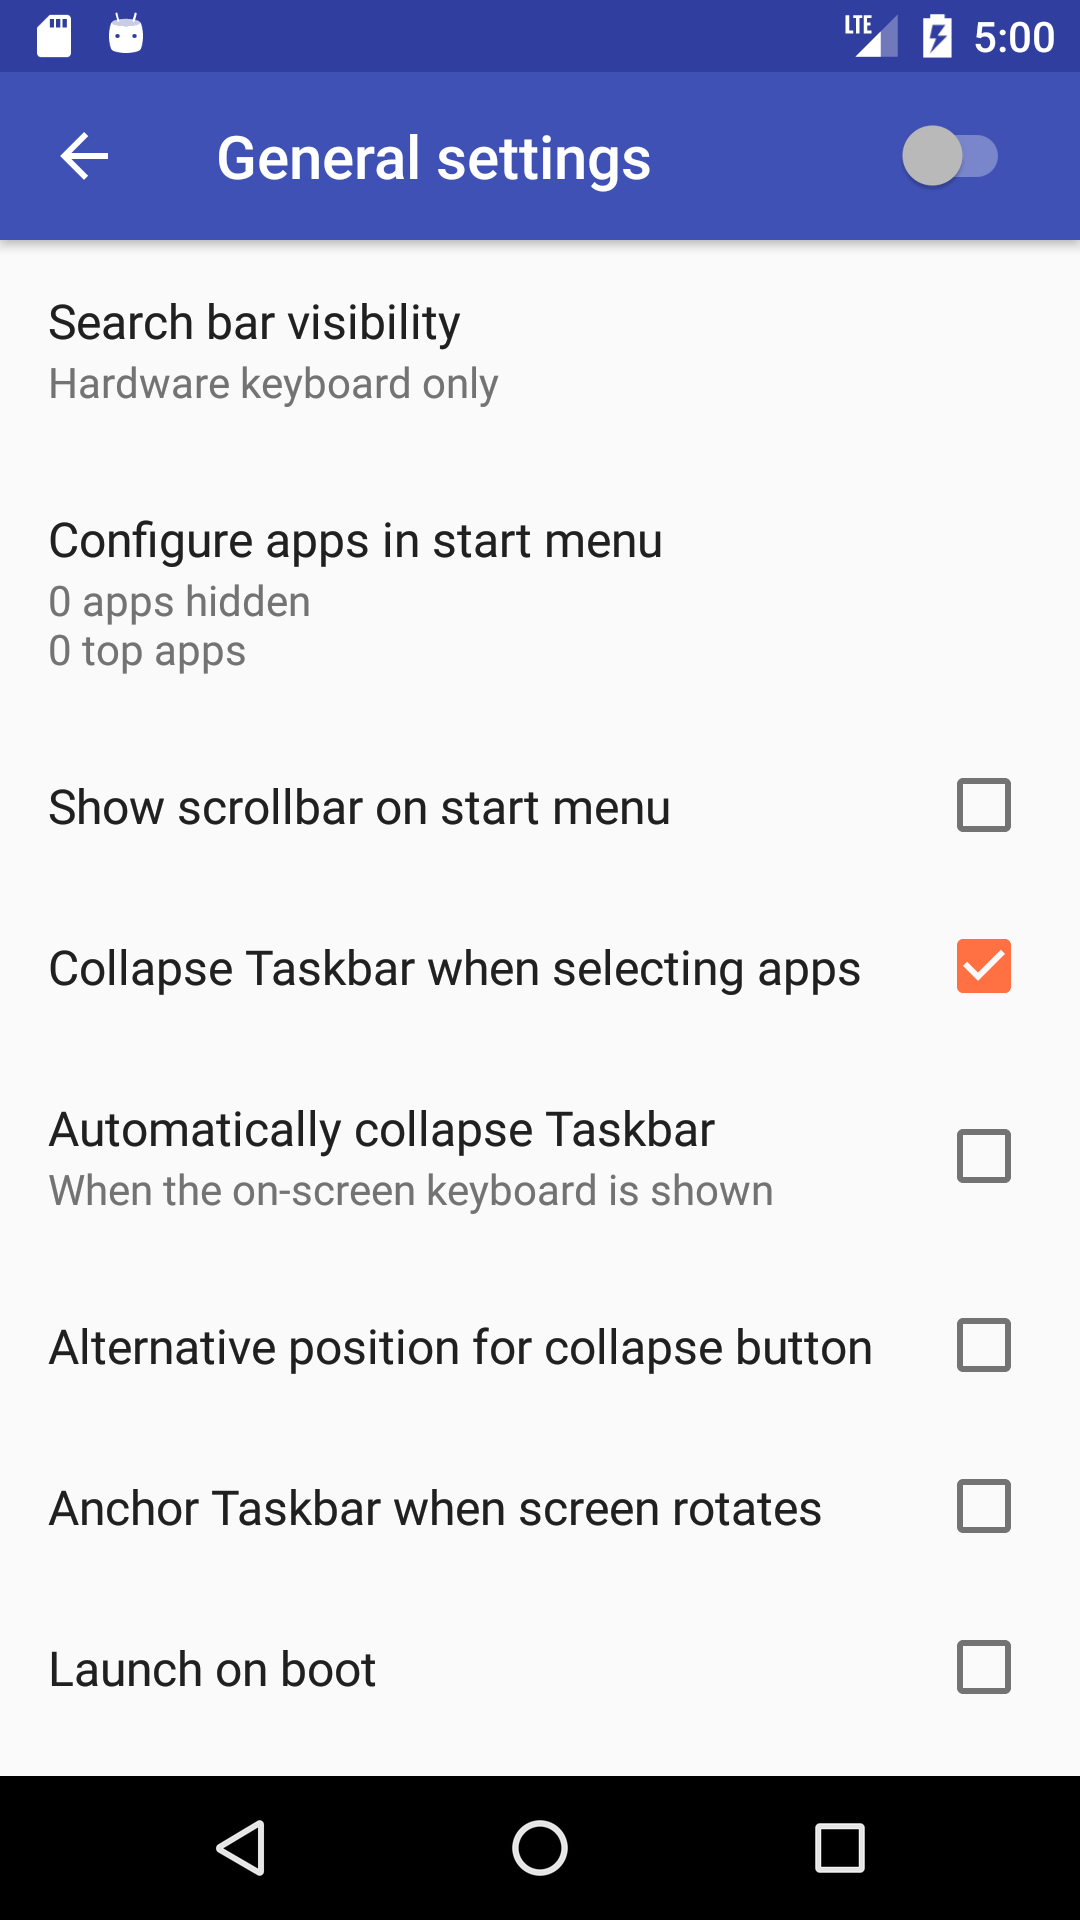 LTE 5:00
General settings
Search bar visibility
Hardware keyboard only
Configure apps in start menu
0 apps hidden
0 top apps
Show scrollbar on start menu
Collapse Taskbar when selecting apps
Automatically collapse Taskbar
When the on-screen keyboard is shown
Alternative position for collapse button
Anchor Taskbar when screen rotates
Launch on boot